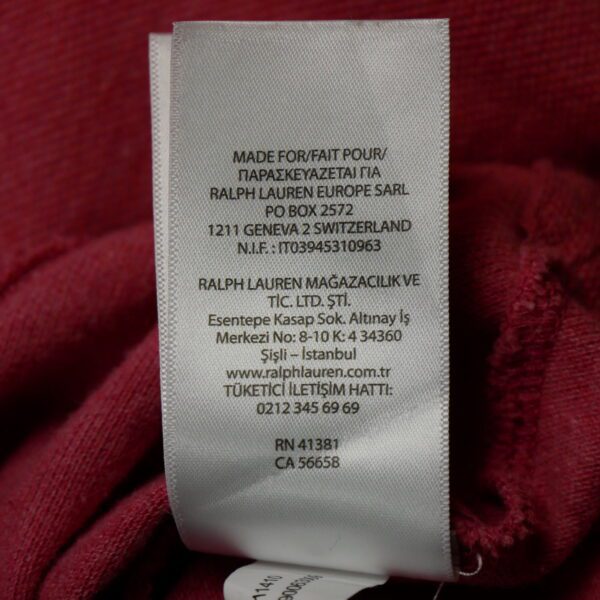 MADE FOR/FAIT POUR/
ΠΑΡΑΣΚΕΥΑΖΕΤΑΙ ΓΙΑ
RALPH LAUREN EUROPE SARL
PO BOX 2572
1211 GENEVA 2 SWITZERLAND
N.I.F. : IT03945310963
RALPH LAUREN MAĞAZACILIK VE
TİC. LTD. ŞTİ.
Esentepe Kasap Sok. Altınay İş
Merkezi No: 8-10 K: 4 34360
Şişli – İstanbul
www.ralphlauren.com.tr
TÜKETİCİ İLETİŞİM HATTI:
0212 345 69 69
RN 41381
CA 56658